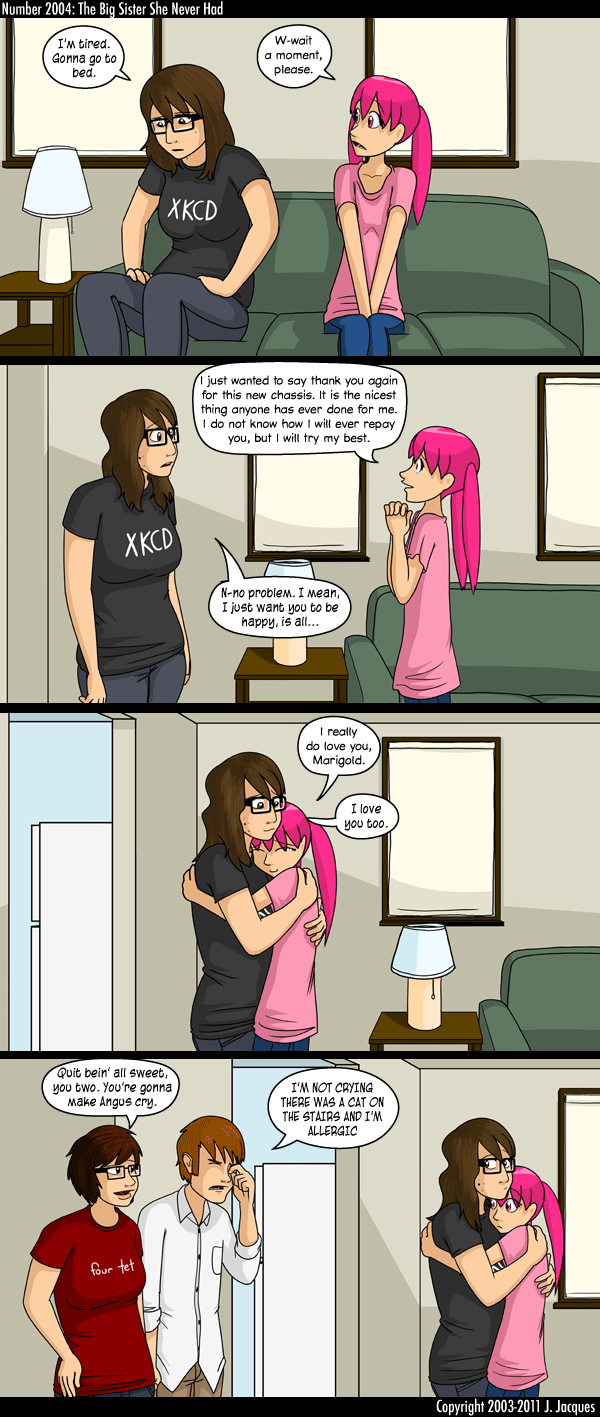 Number 2004: The Big Sister She Never Had
I'm tired.
Gonna go to
bed.
W-wait
a moment,
please.
XKCD
I just wanted to say thank you again
for this new chassis. It is the nicest
thing anyone has ever done for me.
I do not know how I will ever repay
you, but I will try my best.
XKCD
N-no problem. I mean,
I just want you to be
happy, is all...
I really
do love you,
Marigold.
I love
you too.
Quit bein' all sweet,
you two. You're gonna
make Angus cry.
I'M NOT CRYING
THERE WAS A CAT ON
THE STAIRS AND I'M
ALLERGIC
four tet
Copyright 2003-2011 J. Jacques